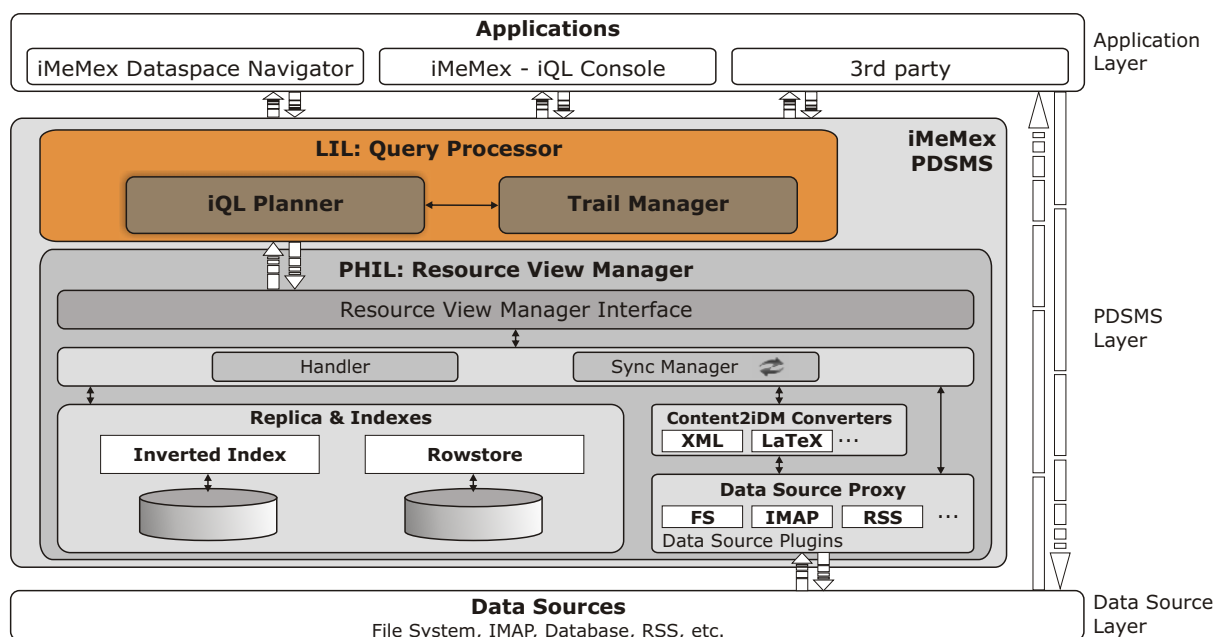 Applications
iMeMex Dataspace Navigator
iMeMex - iQL Console
3rd party
Application
Layer
iMeMex
PDSMS
LIL: Query Processor
iQL Planner
Trail Manager
PHIL: Resource View Manager
Resource View Manager Interface
PDSMS
Layer
Handler
Sync Manager
Replica & Indexes
Inverted Index
Rowstore
Content2iDM Converters
XML
LaTeX
...
Data Source Proxy
FS
IMAP
RSS
...
Data Source Plugins
Data Sources
File System, IMAP, Database, RSS, etc.
Data Source
Layer